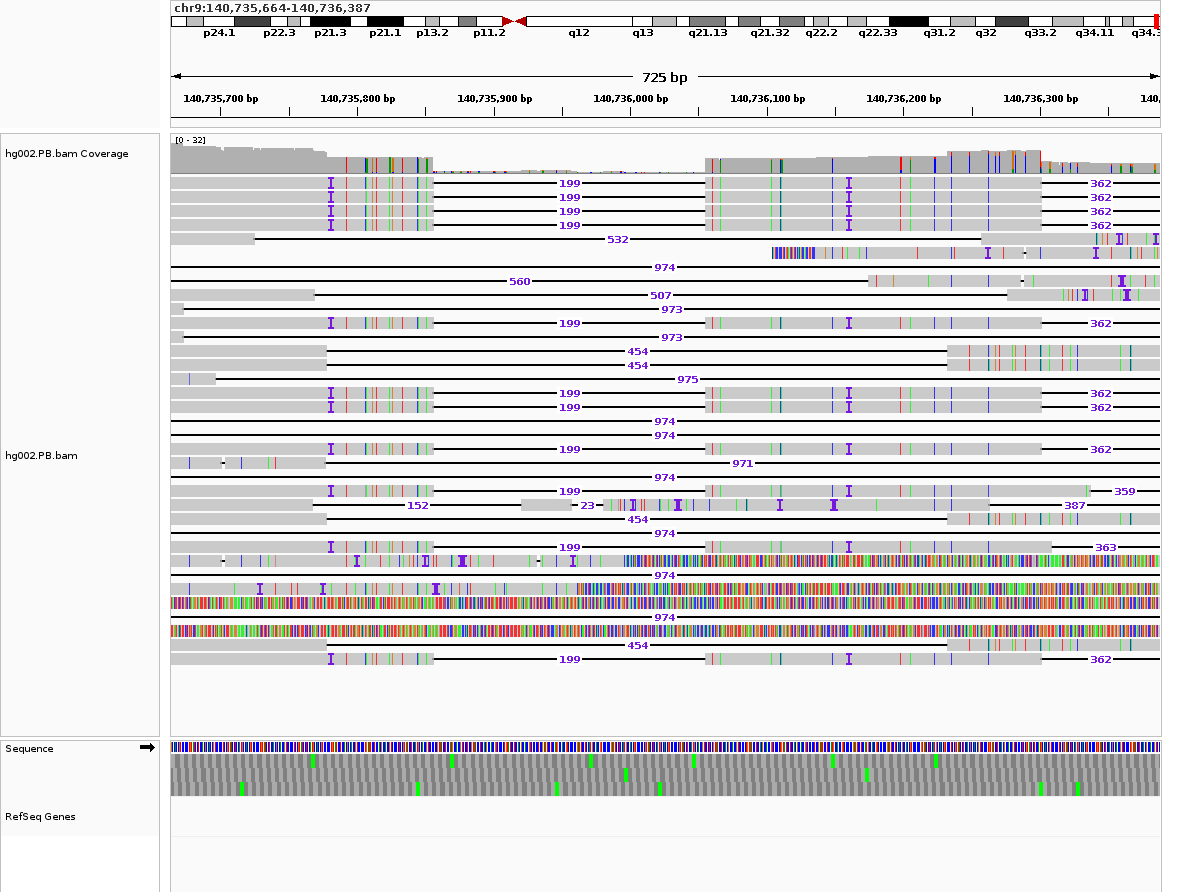 chr9:140,735,664-140,736,387
p24.1 p22.3 p21.3 p21.1 p13.2 p11.2 q12 q13 q21.13 q21.32 q22.2 q22.33 q31.2 q32 q33.2 q34.11 q34.
725 bp
140,735,700 bp 140,735,800 bp 140,735,900 bp 140,736,000 bp 140,736,100 bp 140,736,200 bp 140,736,300 bp 140,
[0 - 32]
hg002.PB.bam Coverage
199 362
199 362
199 362
199 362
532
974
560
507
973
199 362
973
454
454
975
199 362
199 362
974
974
199 362
hg002.PB.bam
971
974
199 359
152 23 387
454
974
199 363
974
974
454
199 362
Sequence
RefSeq Genes